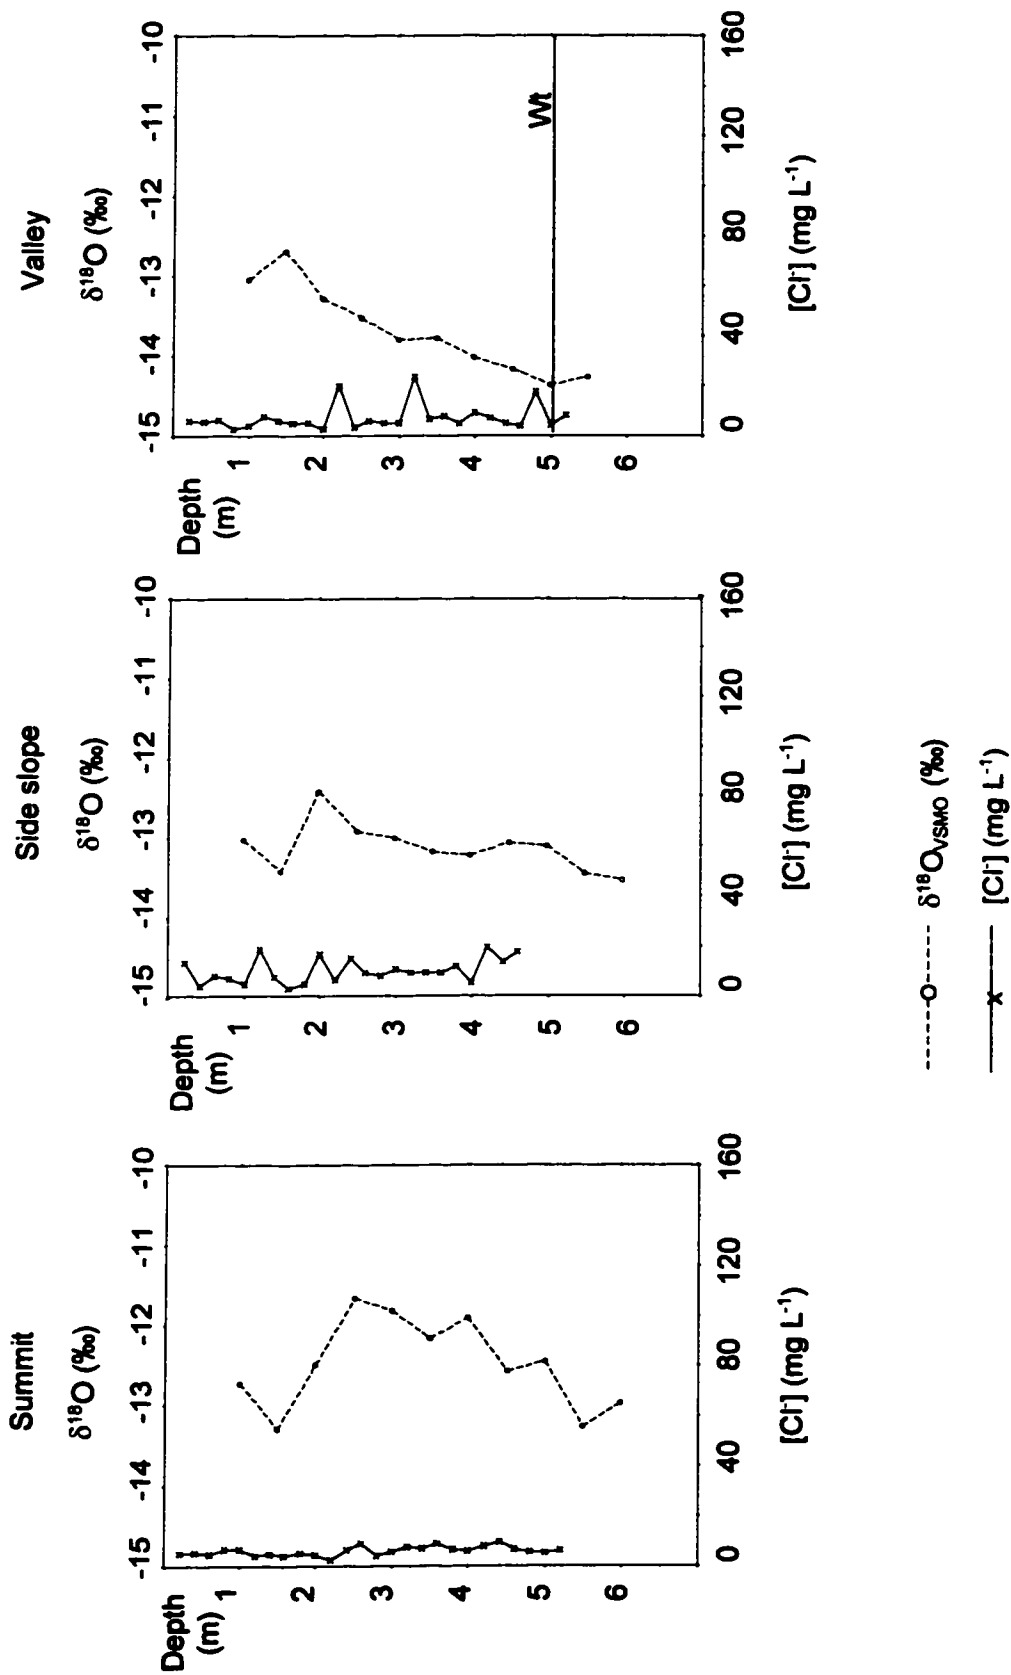 Summit
δ¹⁸O (‰)
-15 -14 -13 -12 -11 -10
Depth
(m)
1
2
3
4
5
6
0 40 80 120 160
[Cl⁻] (mg L⁻¹)
Side slope
δ¹⁸O (‰)
-15 -14 -13 -12 -11 -10
Depth
(m)
1
2
3
4
5
6
0 40 80 120 160
[Cl⁻] (mg L⁻¹)
Valley
δ¹⁸O (‰)
-15 -14 -13 -12 -11 -10
Depth
(m)
1
2
3
4
5
6
Wt
0 40 80 120 160
[Cl⁻] (mg L⁻¹)
δ¹⁸O_VSMO (‰)
[Cl⁻] (mg L⁻¹)